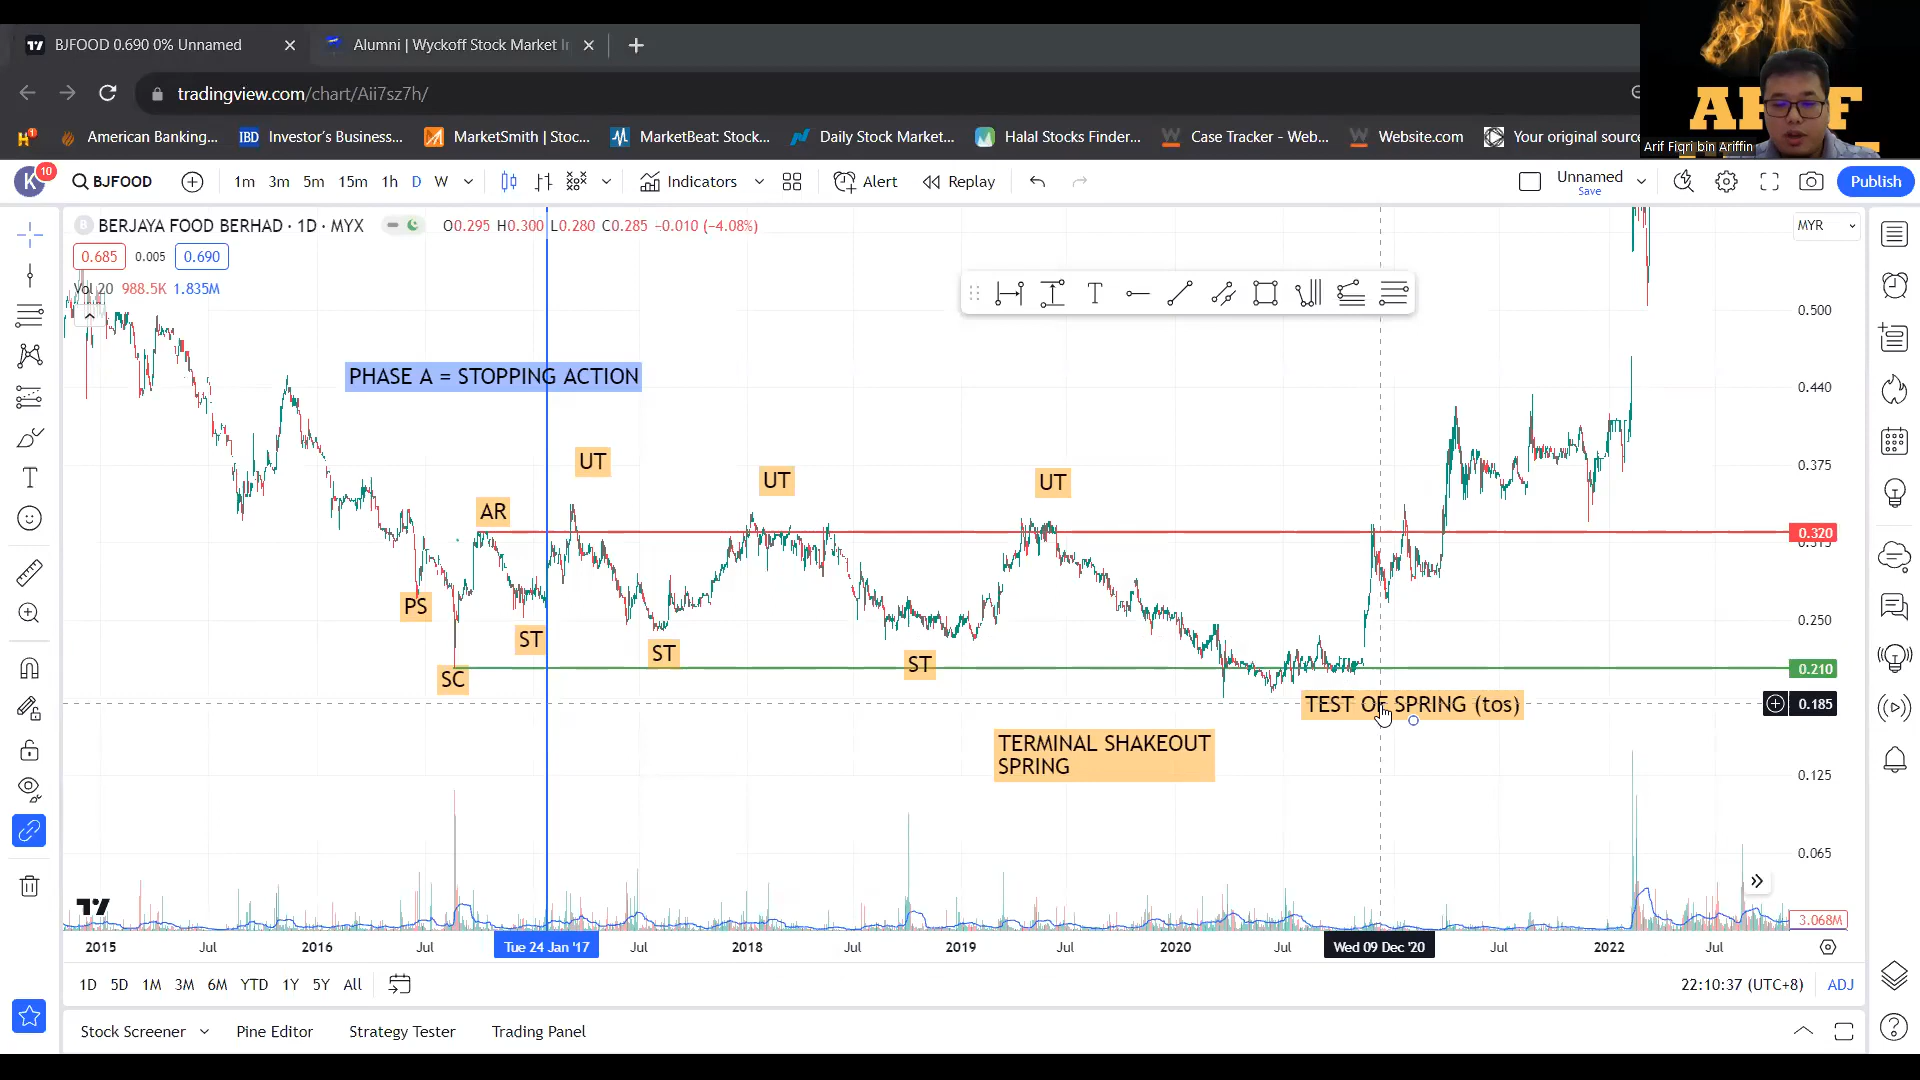 BJFOOD 0.690 0% Unnamed
Alumni | Wyckoff Stock Market
tradingview.com/chart/Aii7sz7h/
American Banking...
IBD Investor's Business...
MarketSmith | Stoc...
MarketBeat: Stock...
Daily Stock Market...
Halal Stocks Finder...
Case Tracker - Web...
Website.com
Your original source
Arif Fiqri bin Ariffin
K 10
BJFOOD
1m 3m 5m 15m 1h D W
Indicators
Alert
Replay
Unnamed
Save
Publish
BERJAYA FOOD BERHAD · 1D · MYX
O0.295 H0.300 L0.280 C0.285 −0.010 (−4.08%)
MYR
0.685 0.005 0.690
Vol 20 988.5K 1.835M
PHASE A = STOPPING ACTION
UT
UT
UT
AR
PS
ST
ST
ST
SC
TEST OF SPRING (tos)
TERMINAL SHAKEOUT
SPRING
0.500
0.440
0.375
0.320
0.250
0.210
0.185
0.125
0.065
3.068M
2015 Jul 2016 Jul Tue 24 Jan '17 Jul 2018 Jul 2019 Jul 2020 Jul Wed 09 Dec '20 Jul 2022 Jul
1D 5D 1M 3M 6M YTD 1Y 5Y All
22:10:37 (UTC+8) ADJ
Stock Screener Pine Editor Strategy Tester Trading Panel